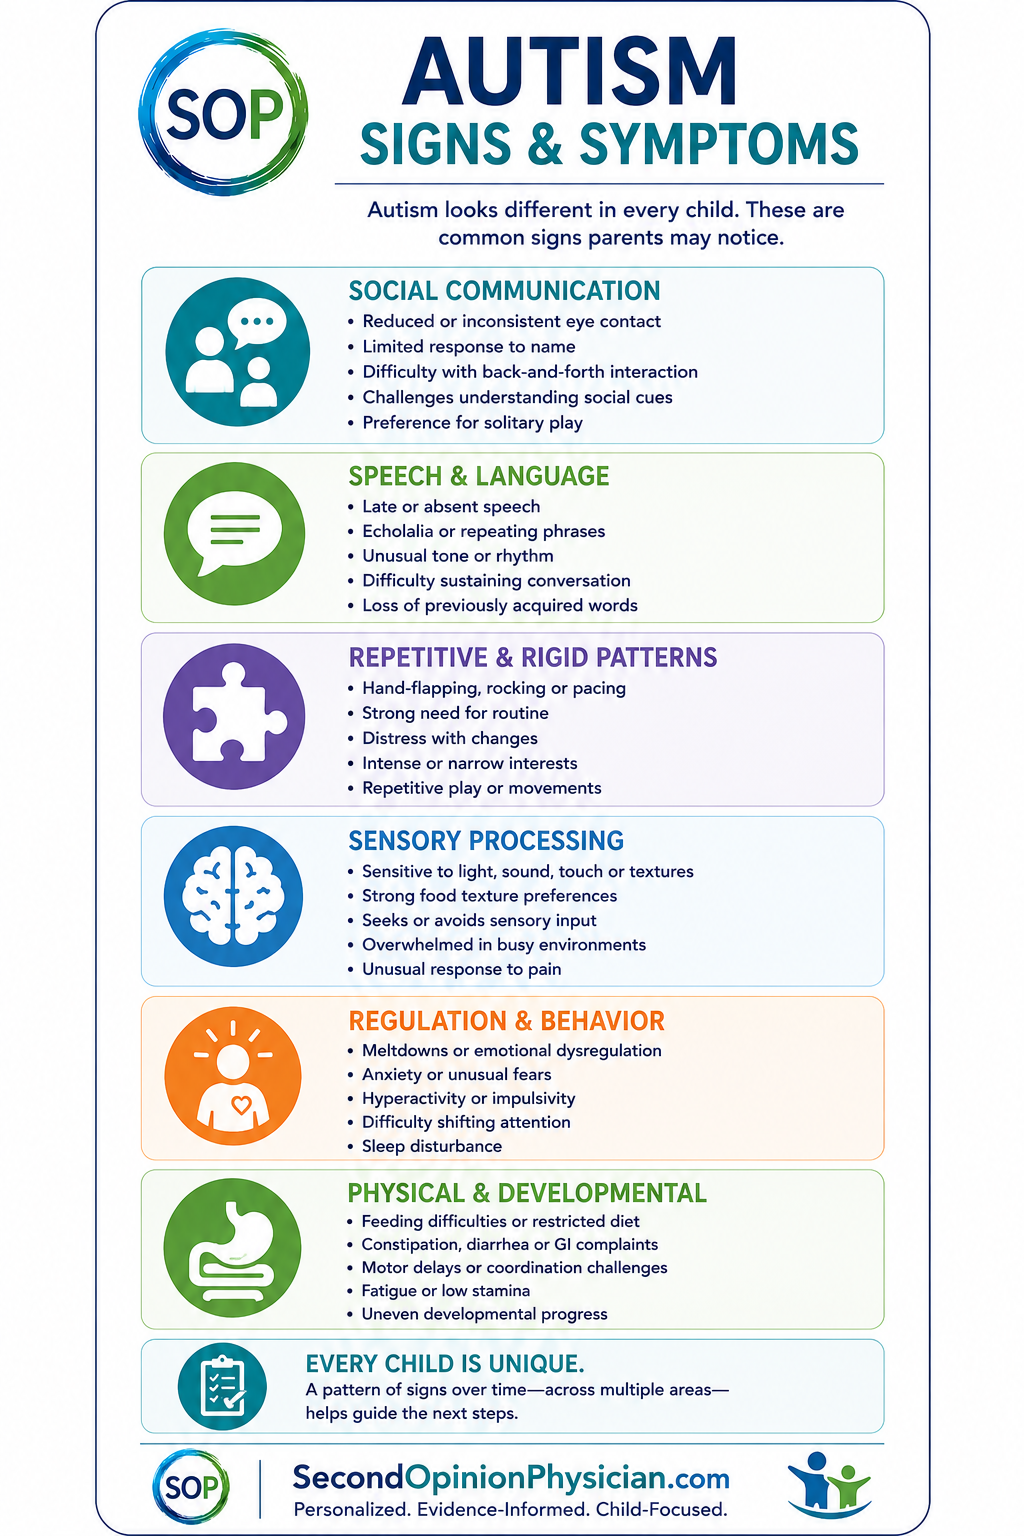 SOP
AUTISM
SIGNS & SYMPTOMS
Autism looks different in every child. These are
common signs parents may notice.
SOCIAL COMMUNICATION
• Reduced or inconsistent eye contact
• Limited response to name
• Difficulty with back-and-forth interaction
• Challenges understanding social cues
• Preference for solitary play
SPEECH & LANGUAGE
• Late or absent speech
• Echolalia or repeating phrases
• Unusual tone or rhythm
• Difficulty sustaining conversation
• Loss of previously acquired words
REPETITIVE & RIGID PATTERNS
• Hand-flapping, rocking or pacing
• Strong need for routine
• Distress with changes
• Intense or narrow interests
• Repetitive play or movements
SENSORY PROCESSING
• Sensitive to light, sound, touch or textures
• Strong food texture preferences
• Seeks or avoids sensory input
• Overwhelmed in busy environments
• Unusual response to pain
REGULATION & BEHAVIOR
• Meltdowns or emotional dysregulation
• Anxiety or unusual fears
• Hyperactivity or impulsivity
• Difficulty shifting attention
• Sleep disturbance
PHYSICAL & DEVELOPMENTAL
• Feeding difficulties or restricted diet
• Constipation, diarrhea or GI complaints
• Motor delays or coordination challenges
• Fatigue or low stamina
• Uneven developmental progress
EVERY CHILD IS UNIQUE.
A pattern of signs over time—across multiple areas—
helps guide the next steps.
SOP
SecondOpinionPhysician.com
Personalized. Evidence-Informed. Child-Focused.